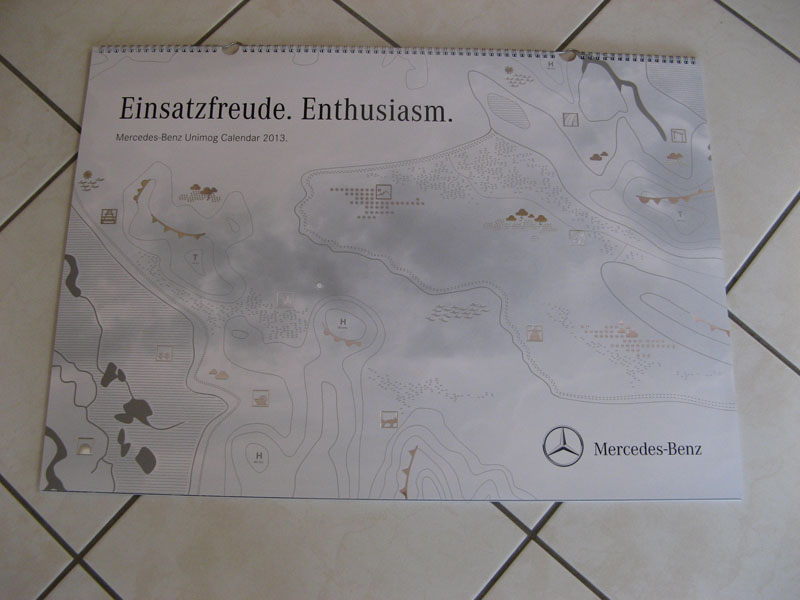 Einsatzfreude. Enthusiasm.
Mercedes-Benz Unimog Calendar 2013.
H
T
T
H
H
Mercedes-Benz